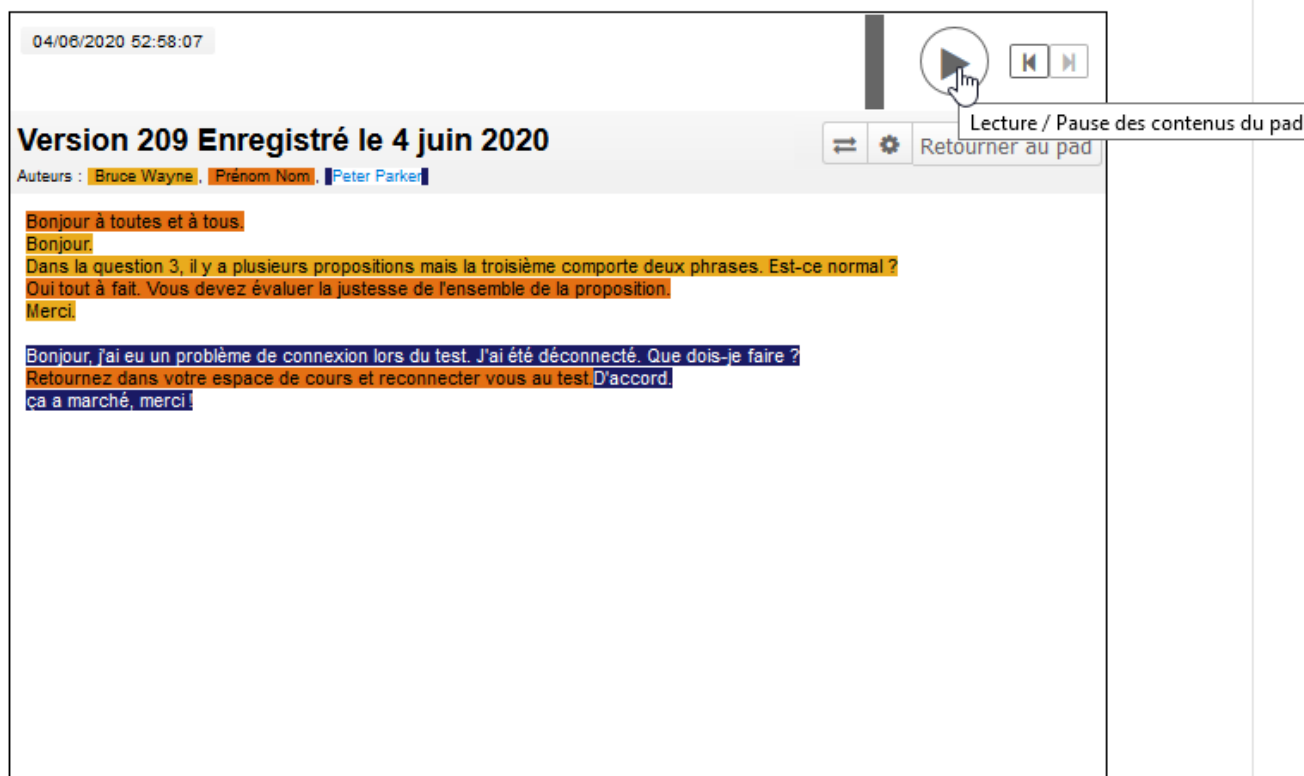 04/06/2020 52:58:07
Lecture / Pause des contenus du pad
Version 209 Enregistré le 4 juin 2020
Retourner au pad
Auteurs : Bruce Wayne , Prénom Nom , Peter Parker
Bonjour à toutes et à tous.
Bonjour.
Dans la question 3, il y a plusieurs propositions mais la troisième comporte deux phrases. Est-ce normal ?
Oui tout à fait. Vous devez évaluer la justesse de l'ensemble de la proposition.
Merci.
Bonjour, j'ai eu un problème de connexion lors du test. J'ai été déconnecté. Que dois-je faire ?
Retournez dans votre espace de cours et reconnecter vous au test.D'accord.
ça a marché, merci !